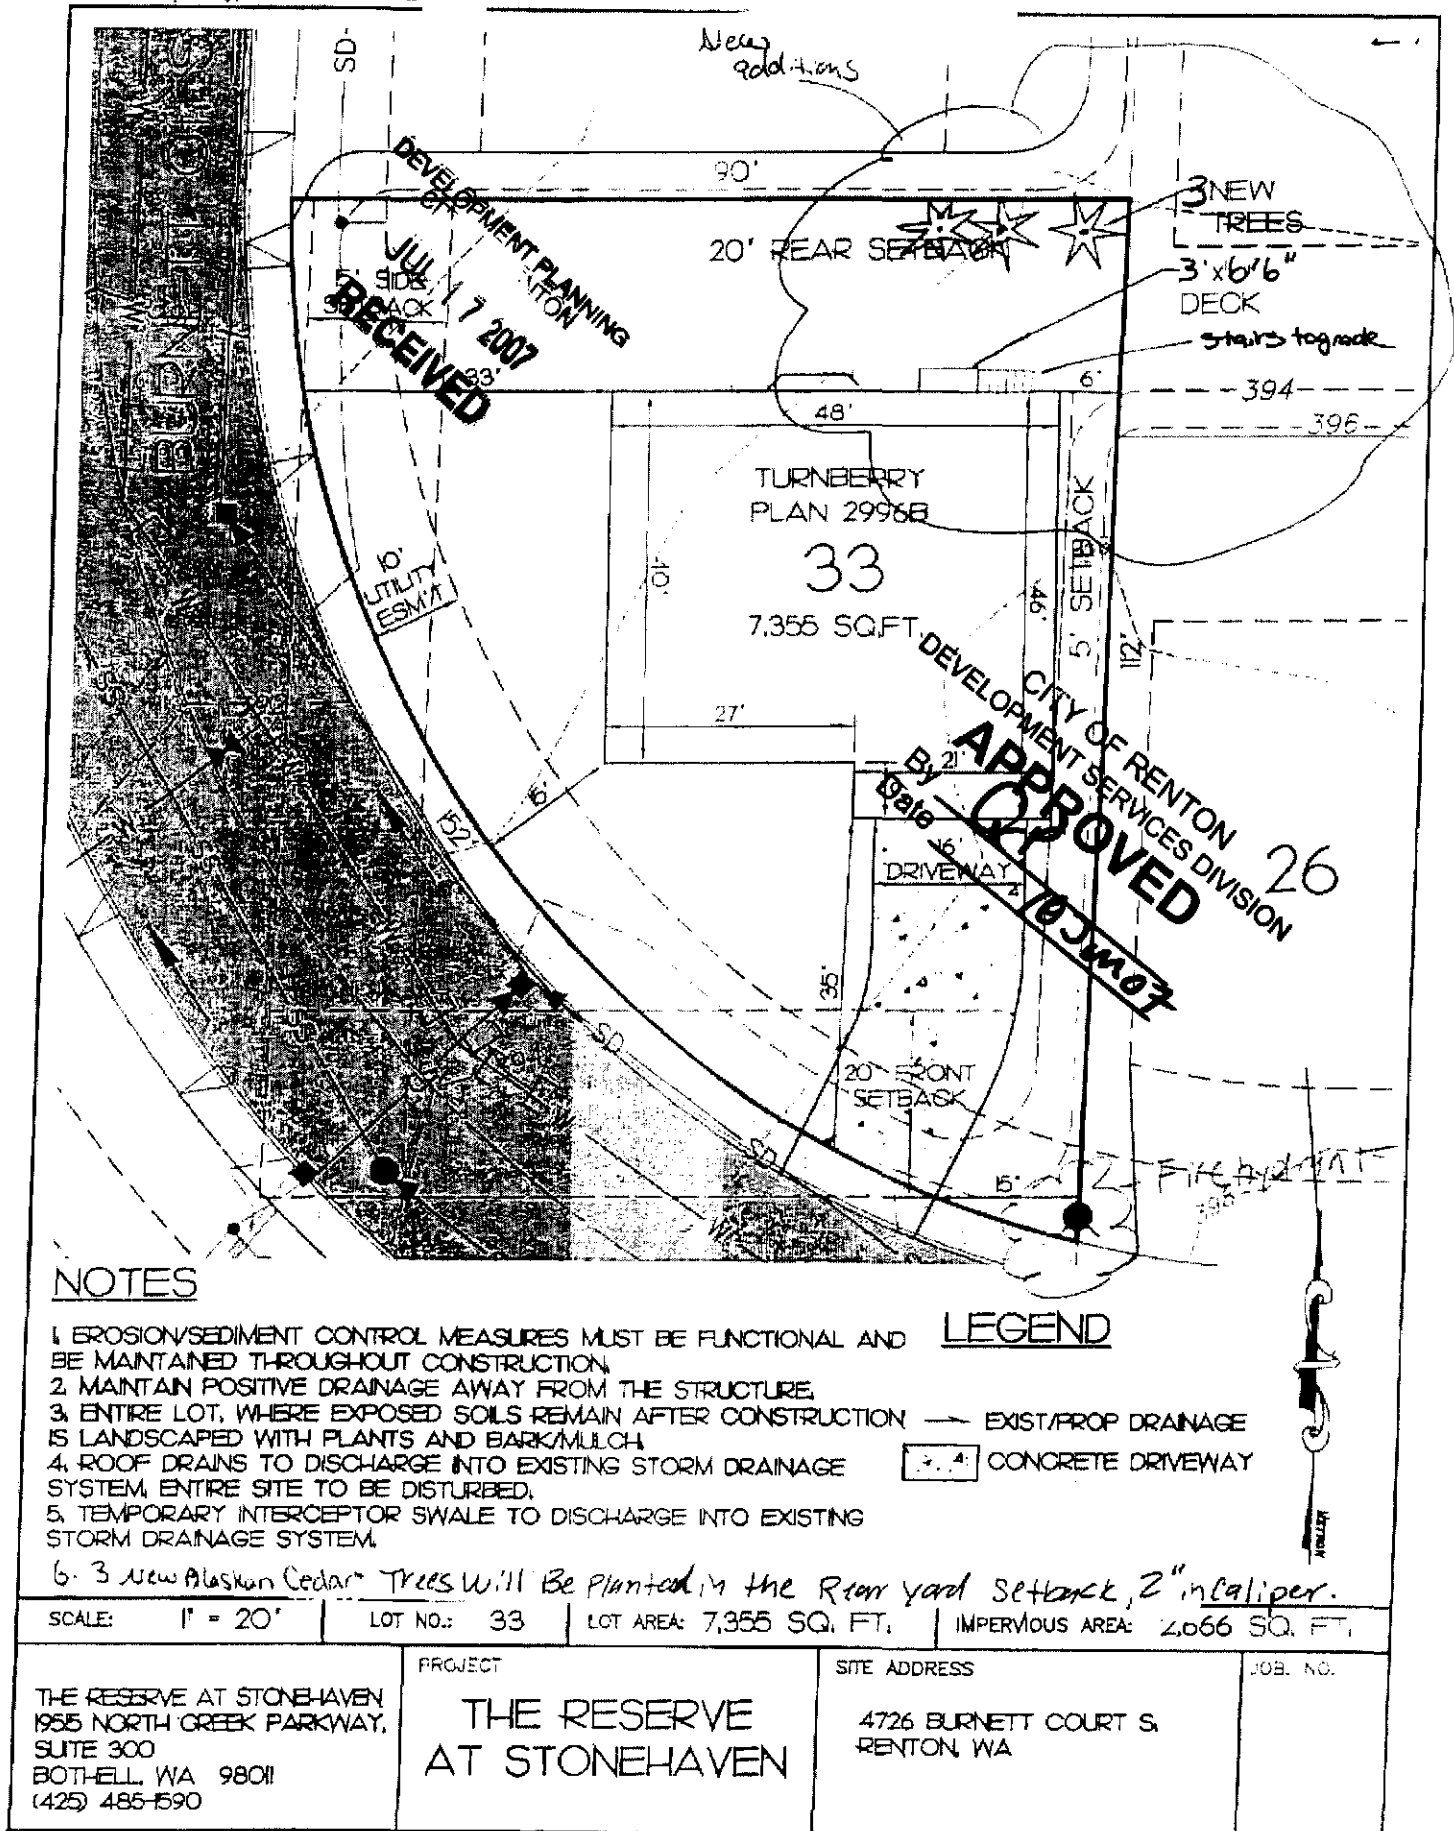 New
additions
SD
90'
DEVELOPMENT PLANNING
JUL 17 2007
RECEIVED
20' REAR SETBACK
3 NEW
TREES
3'x6'6"
DECK
stairs to grade
5' SIDE
33'
6'
394
396
48'
TURNBERRY
PLAN 2996B
33
7,355 SQ.FT.
40'
46'
5' SETBACK
112'
10'
UTILITY
ESM'T
27'
21'
CITY OF RENTON
DEVELOPMENT SERVICES DIVISION
APPROVED
By
Date
26
152'
16'
DRIVEWAY
35'
20' FRONT
SETBACK
SD
SD
15'
Fire hydrant
398
NOTES
1. EROSION/SEDIMENT CONTROL MEASURES MUST BE FUNCTIONAL AND
BE MAINTAINED THROUGHOUT CONSTRUCTION.
2. MAINTAIN POSITIVE DRAINAGE AWAY FROM THE STRUCTURE.
3. ENTIRE LOT, WHERE EXPOSED SOILS REMAIN AFTER CONSTRUCTION
IS LANDSCAPED WITH PLANTS AND BARK/MULCH.
4. ROOF DRAINS TO DISCHARGE INTO EXISTING STORM DRAINAGE
SYSTEM. ENTIRE SITE TO BE DISTURBED.
5. TEMPORARY INTERCEPTOR SWALE TO DISCHARGE INTO EXISTING
STORM DRAINAGE SYSTEM.
6. 3 New Alaskan Cedar Trees Will Be Planted in the Rear yard Setback, 2" in Caliper.
LEGEND
EXIST/PROP DRAINAGE
CONCRETE DRIVEWAY
SCALE: 1" = 20'
LOT NO.: 33
LOT AREA: 7,355 SQ. FT.
IMPERVIOUS AREA: 2,066 SQ. FT.
THE RESERVE AT STONEHAVEN
1955 NORTH CREEK PARKWAY,
SUITE 300
BOTHELL, WA 98011
(425) 485-1590
PROJECT
THE RESERVE
AT STONEHAVEN
SITE ADDRESS
4726 BURNETT COURT S.
RENTON, WA
JOB. NO.